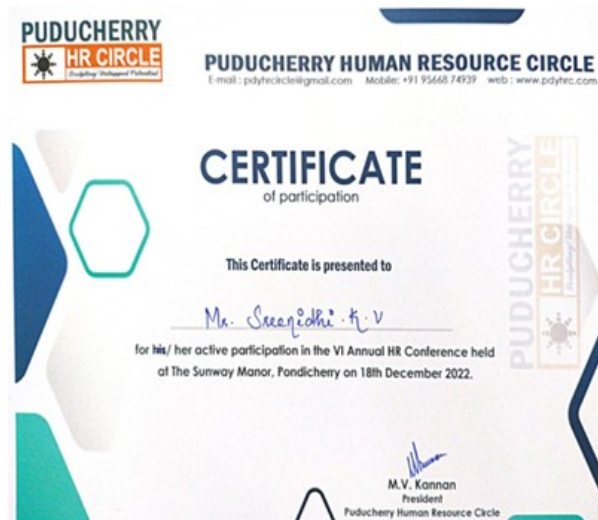 PUDUCHERRY
HR CIRCLE
Sculpting Untapped Potential
PUDUCHERRY HUMAN RESOURCE CIRCLE
E-mail : pdyhrcircle@gmail.com Mobile: +91 95668 74939 web : www.pdyhrc.com
CERTIFICATE
of participation
This Certificate is presented to
Mr. Sreenidhi . K . V
for his/ her active participation in the VI Annual HR Conference held
at The Sunway Manor, Pondicherry on 18th December 2022.
PUDUCHERRY
HR CIRCLE
M.V. Kannan
President
Puducherry Human Resource Circle